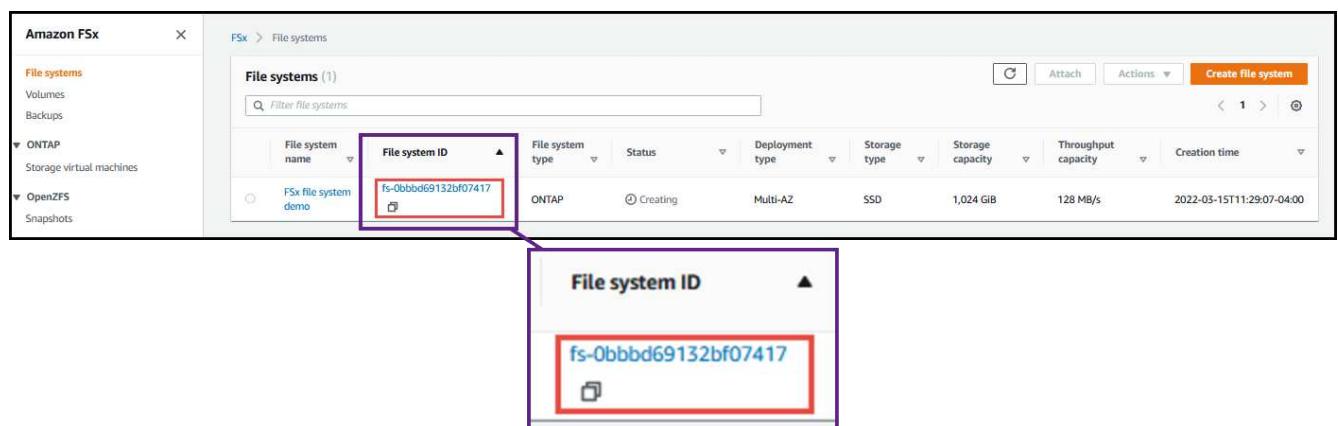 Amazon FSx
FSx > File systems
File systems
Volumes
Backups
ONTAP
Storage virtual machines
OpenZFS
Snapshots
File systems (1)
Attach Actions Create file system
Filter file systems
< 1 >
File system name File system ID File system type Status Deployment type Storage type Storage capacity Throughput capacity Creation time
FSx file system demo fs-0bbbd69132bf07417 ONTAP Creating Multi-AZ SSD 1,024 GiB 128 MB/s 2022-03-15T11:29:07-04:00
File system ID
fs-0bbbd69132bf07417